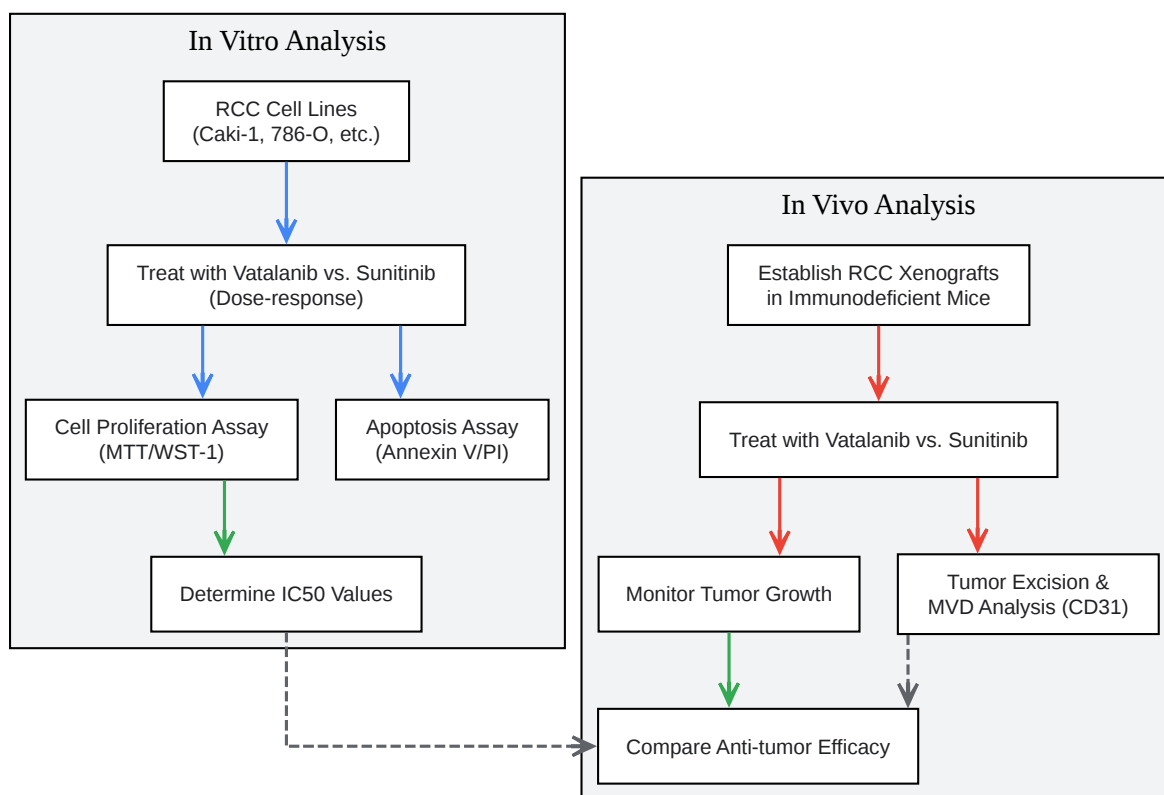 In Vitro Analysis
RCC Cell Lines
(Caki-1, 786-O, etc.)
Treat with Vatalanib vs. Sunitinib
(Dose-response)
Cell Proliferation Assay
(MTT/WST-1)
Apoptosis Assay
(Annexin V/PI)
Determine IC50 Values
In Vivo Analysis
Establish RCC Xenografts
in Immunodeficient Mice
Treat with Vatalanib vs. Sunitinib
Monitor Tumor Growth
Tumor Excision &
MVD Analysis (CD31)
Compare Anti-tumor Efficacy